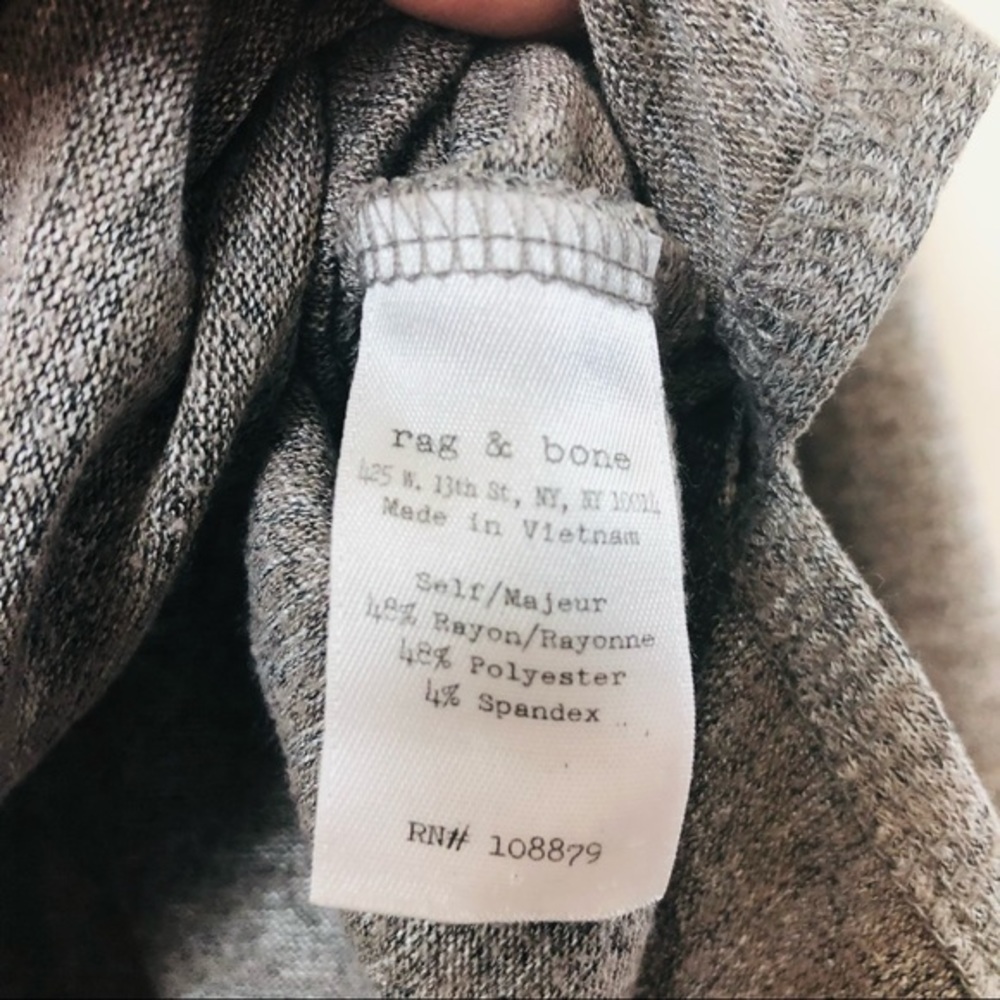 rag & bone
425 W. 13th St, NY, NY 10014
Made in Vietnam
Self/Majeur
48% Rayon/Rayonne
48% Polyester
4% Spandex
RN# 108879